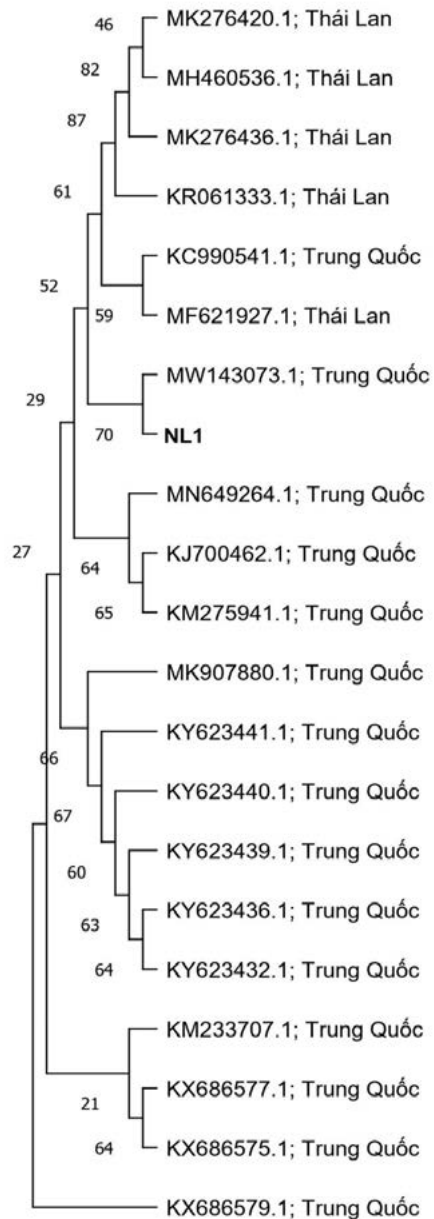 46
MK276420.1; Thái Lan
82
MH460536.1; Thái Lan
87
MK276436.1; Thái Lan
61
KR061333.1; Thái Lan
52
KC990541.1; Trung Quốc
59
MF621927.1; Thái Lan
MW143073.1; Trung Quốc
29
70
NL1
MN649264.1; Trung Quốc
27
64
KJ700462.1; Trung Quốc
65
KM275941.1; Trung Quốc
MK907880.1; Trung Quốc
KY623441.1; Trung Quốc
66
KY623440.1; Trung Quốc
67
KY623439.1; Trung Quốc
60
KY623436.1; Trung Quốc
63
KY623432.1; Trung Quốc
64
KM233707.1; Trung Quốc
KX686577.1; Trung Quốc
21
KX686575.1; Trung Quốc
64
KX686579.1; Trung Quốc